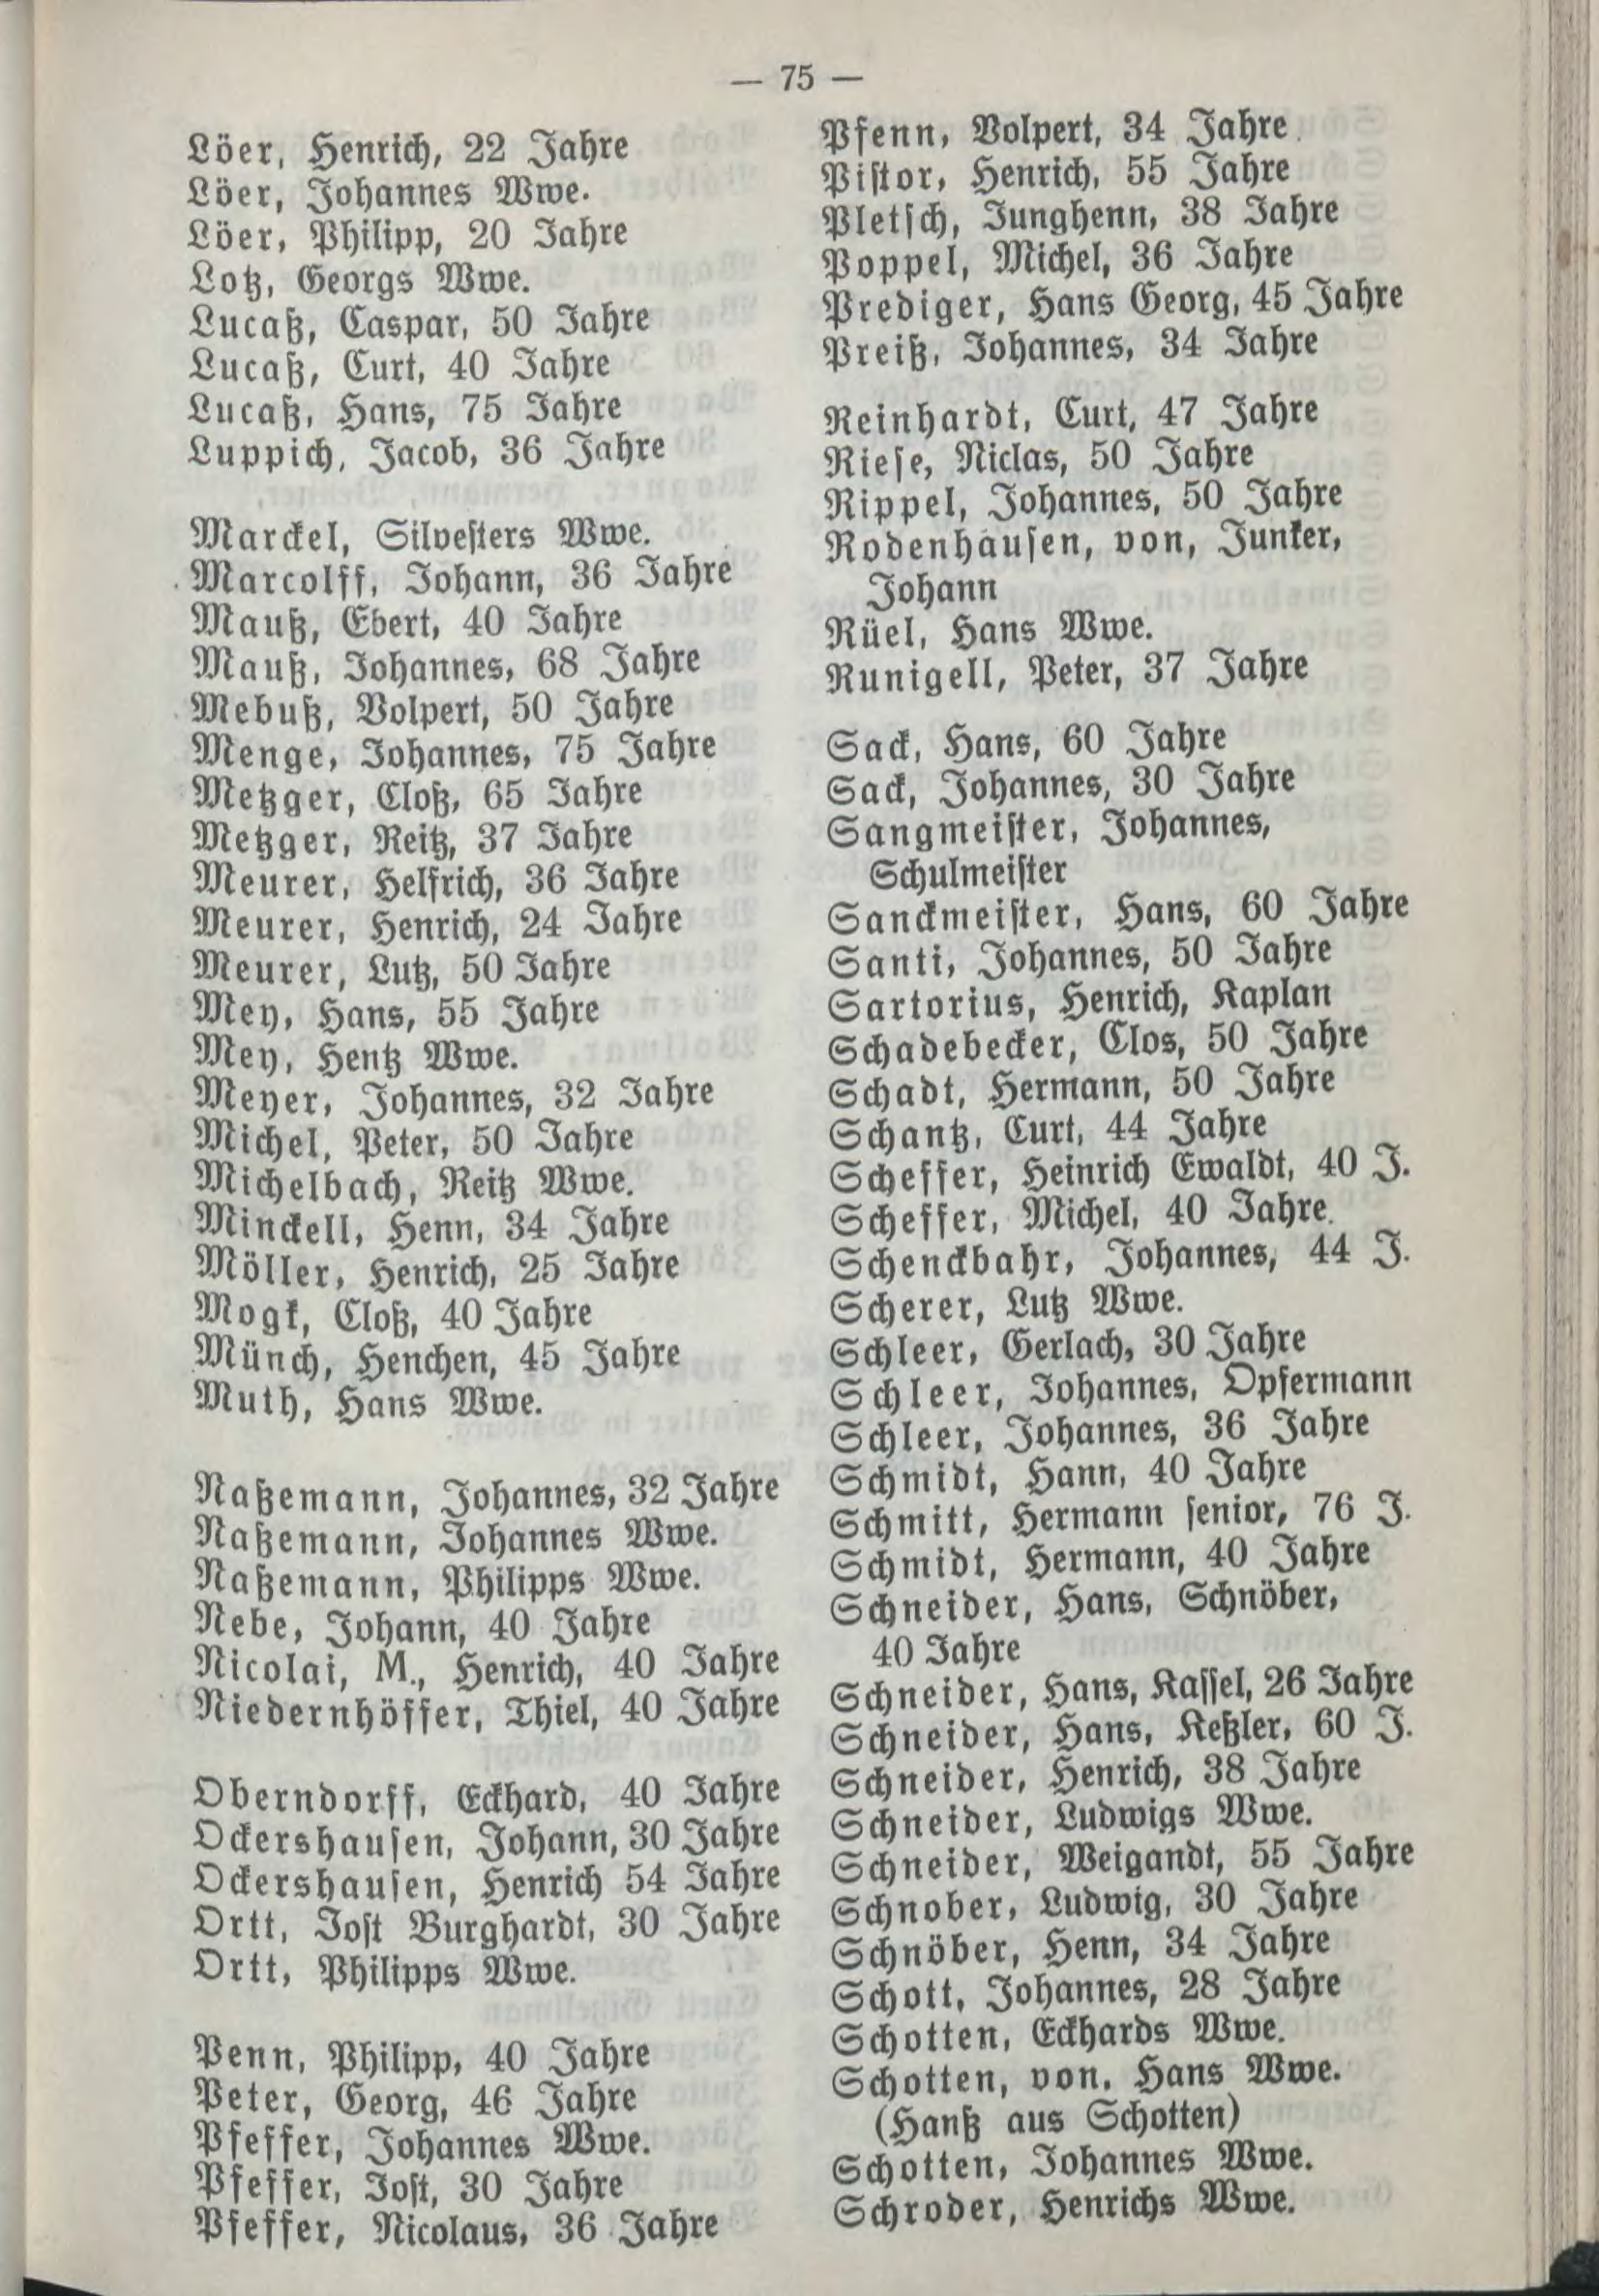 — 75 —
Löer, Henrich, 22 Jahre
Löer, Johannes Wwe.
Löer, Philipp, 20 Jahre
Lotz, Georgs Wwe.
Lucaß, Caspar, 50 Jahre
Lucaß, Curt, 40 Jahre
Lucaß, Hans, 75 Jahre
Luppich, Jacob, 36 Jahre
Marckel, Silvesters Wwe.
Marcolff, Johann, 36 Jahre
Mauß, Ebert, 40 Jahre
Mauß, Johannes, 68 Jahre
Mebuß, Volpert, 50 Jahre
Menge, Johannes, 75 Jahre
Metzger, Cloß, 65 Jahre
Metzger, Reitz, 37 Jahre
Meurer, Helfrich, 36 Jahre
Meurer, Henrich, 24 Jahre
Meurer, Lutz, 50 Jahre
Mey, Hans, 55 Jahre
Mey, Hentz Wwe.
Meyer, Johannes, 32 Jahre
Michel, Peter, 50 Jahre
Michelbach, Reitz Wwe.
Minckell, Henn, 34 Jahre
Möller, Henrich, 25 Jahre
Mogk, Cloß, 40 Jahre
Münch, Henchen, 45 Jahre
Muth, Hans Wwe.
Naßemann, Johannes, 32 Jahre
Naßemann, Johannes Wwe.
Naßemann, Philipps Wwe.
Nebe, Johann, 40 Jahre
Nicolai, M., Henrich, 40 Jahre
Niedernhöffer, Thiel, 40 Jahre
Oberndorff, Eckhard, 40 Jahre
Ockershausen, Johann, 30 Jahre
Ockershausen, Henrich 54 Jahre
Ortt, Jost Burghardt, 30 Jahre
Ortt, Philipps Wwe.
Penn, Philipp, 40 Jahre
Peter, Georg, 46 Jahre
Pfeffer, Johannes Wwe.
Pfeffer, Jost, 30 Jahre
Pfeffer, Nicolaus, 36 Jahre
Pfenn, Volpert, 34 Jahre
Pistor, Henrich, 55 Jahre
Pletsch, Junghenn, 38 Jahre
Poppel, Michel, 36 Jahre
Prediger, Hans Georg, 45 Jahre
Preiß, Johannes, 34 Jahre
Reinhardt, Curt, 47 Jahre
Riese, Niclas, 50 Jahre
Rippel, Johannes, 50 Jahre
Rodenhausen, von, Junker,
Johann
Rüel, Hans Wwe.
Runigell, Peter, 37 Jahre
Sack, Hans, 60 Jahre
Sack, Johannes, 30 Jahre
Sangmeister, Johannes,
Schulmeister
Sanckmeister, Hans, 60 Jahre
Santi, Johannes, 50 Jahre
Sartorius, Henrich, Kaplan
Schadebecker, Clos, 50 Jahre
Schadt, Hermann, 50 Jahre
Schantz, Curt, 44 Jahre
Scheffer, Heinrich Ewaldt, 40 J.
Scheffer, Michel, 40 Jahre
Schenckbahr, Johannes, 44 J.
Scherer, Lutz Wwe.
Schleer, Gerlach, 30 Jahre
Schleer, Johannes, Opfermann
Schleer, Johannes, 36 Jahre
Schmidt, Hann, 40 Jahre
Schmitt, Hermann senior, 76 J.
Schmidt, Hermann, 40 Jahre
Schneider, Hans, Schnöber,
40 Jahre
Schneider, Hans, Kassel, 26 Jahre
Schneider, Hans, Keßler, 60 J.
Schneider, Henrich, 38 Jahre
Schneider, Ludwigs Wwe.
Schneider, Weigandt, 55 Jahre
Schnober, Ludwig, 30 Jahre
Schnöber, Henn, 34 Jahre
Schott, Johannes, 28 Jahre
Schotten, Eckhards Wwe.
Schotten, von, Hans Wwe.
(Hanß aus Schotten)
Schotten, Johannes Wwe.
Schroder, Henrichs Wwe.